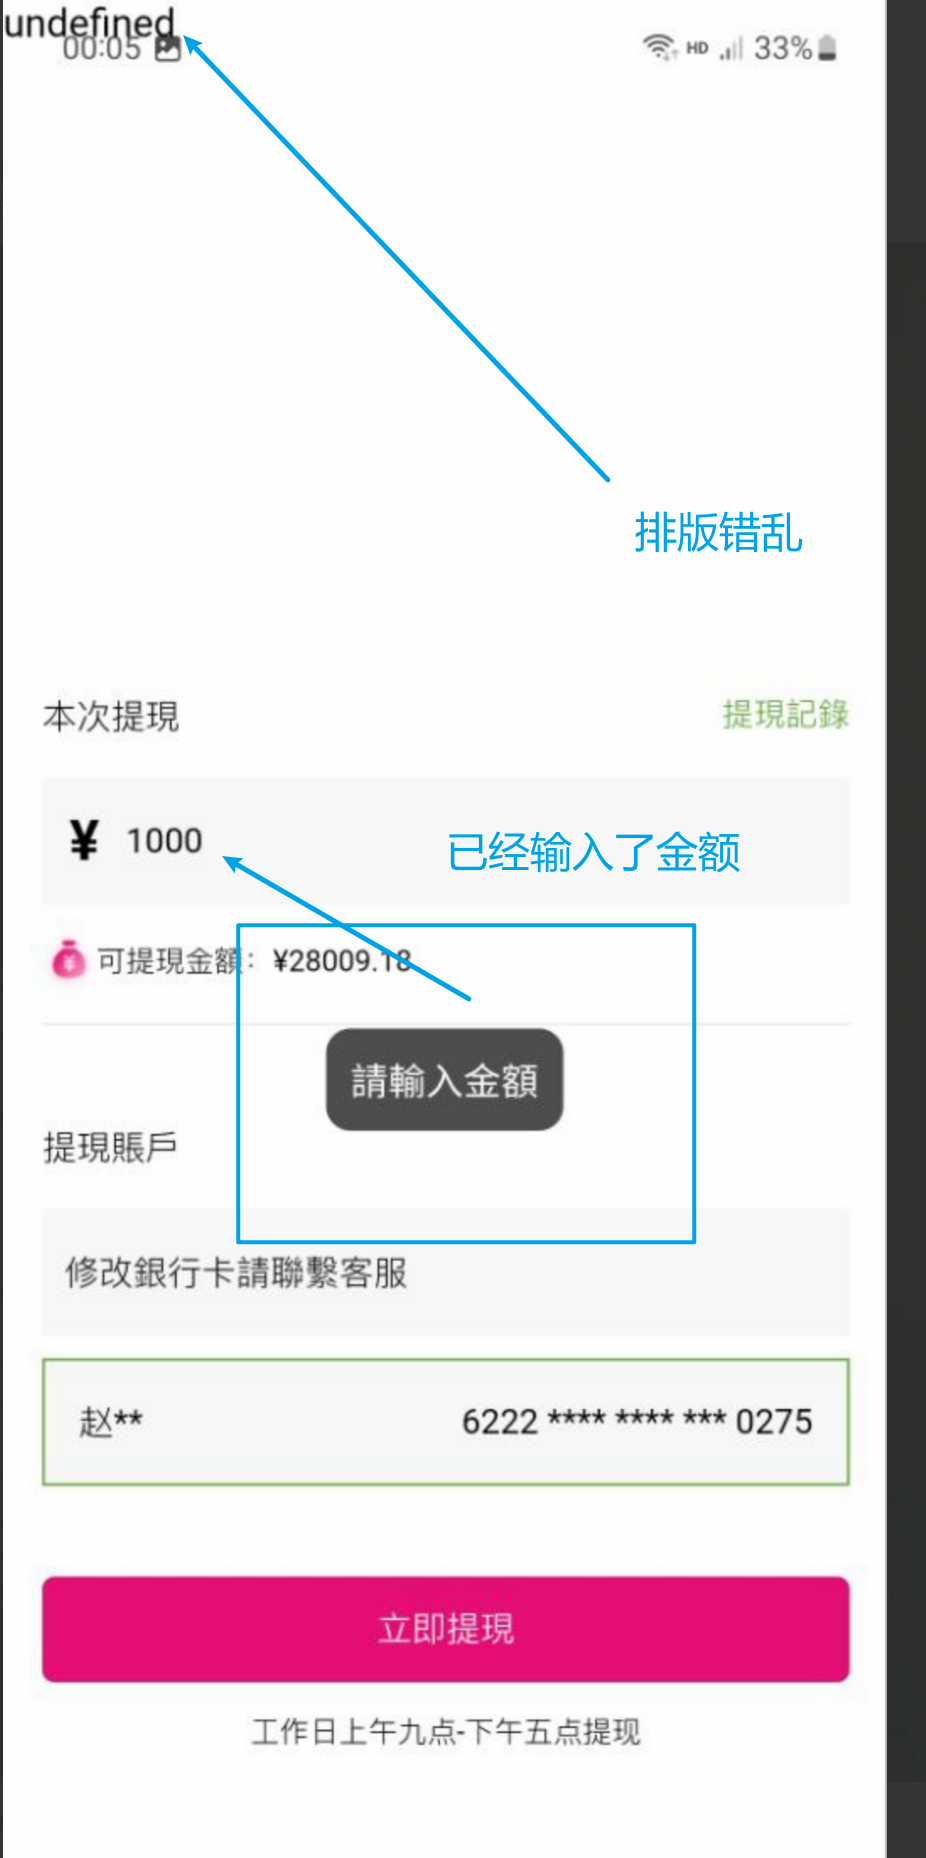 undefined
00:05 HD 33%
排版错乱
本次提現 提現記錄
¥ 1000 已经输入了金额
可提現金額：¥28009.18
請輸入金額
提現賬戶
修改銀行卡請聯繫客服
赵** 6222 **** **** *** 0275
立即提現
工作日上午九点-下午五点提现